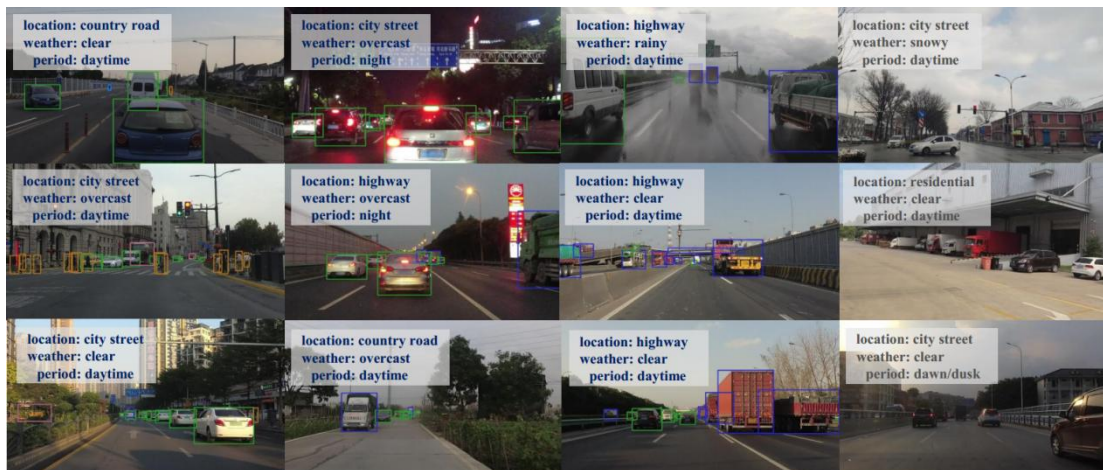 location: country road
weather: clear
period: daytime
location: city street
weather: overcast
period: night
location: highway
weather: rainy
period: daytime
location: city street
weather: snowy
period: daytime
location: city street
weather: overcast
period: daytime
location: highway
weather: overcast
period: night
location: highway
weather: clear
period: daytime
location: residential
weather: clear
period: daytime
location: city street
weather: clear
period: daytime
location: country road
weather: overcast
period: daytime
location: highway
weather: clear
period: daytime
location: city street
weather: clear
period: dawn/dusk